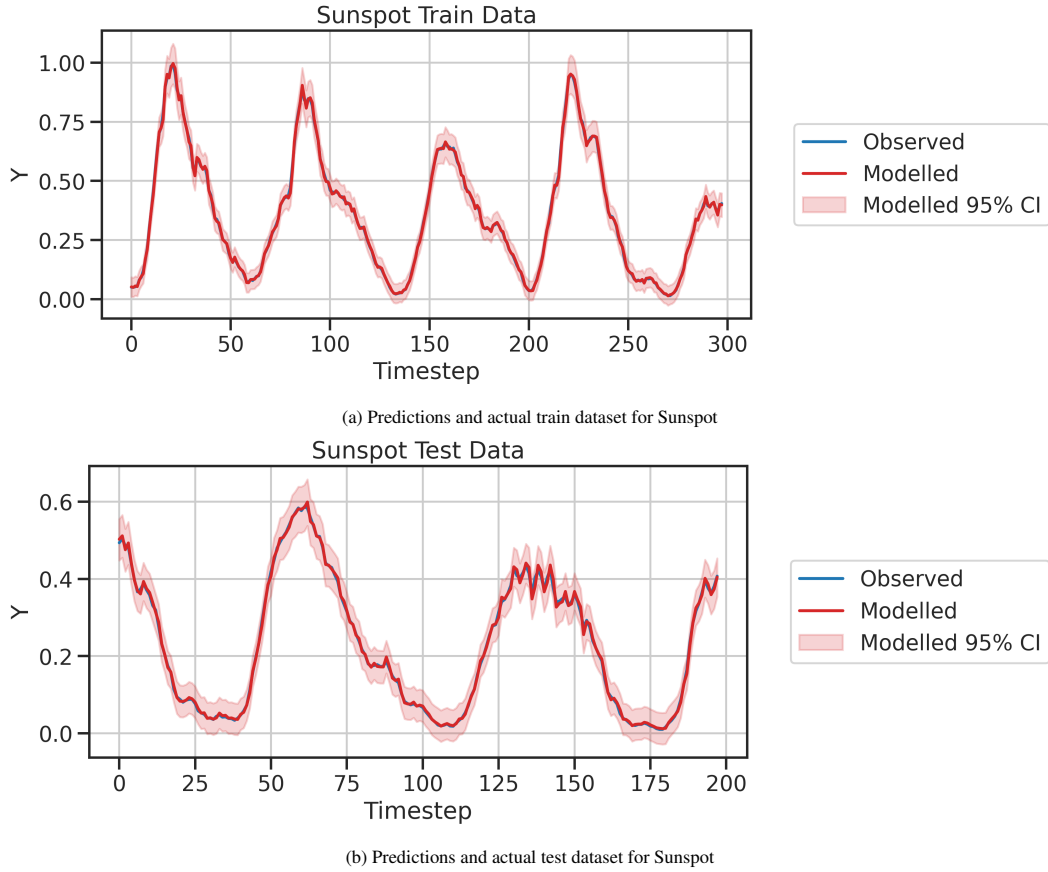 Sunspot Train Data
1.00
0.75
0.50
0.25
0.00
Y
0 50 100 150 200 250 300
Timestep
Observed
Modelled
Modelled 95% CI
(a) Predictions and actual train dataset for Sunspot
Sunspot Test Data
0.6
0.4
0.2
0.0
Y
0 25 50 75 100 125 150 175 200
Timestep
Observed
Modelled
Modelled 95% CI
(b) Predictions and actual test dataset for Sunspot